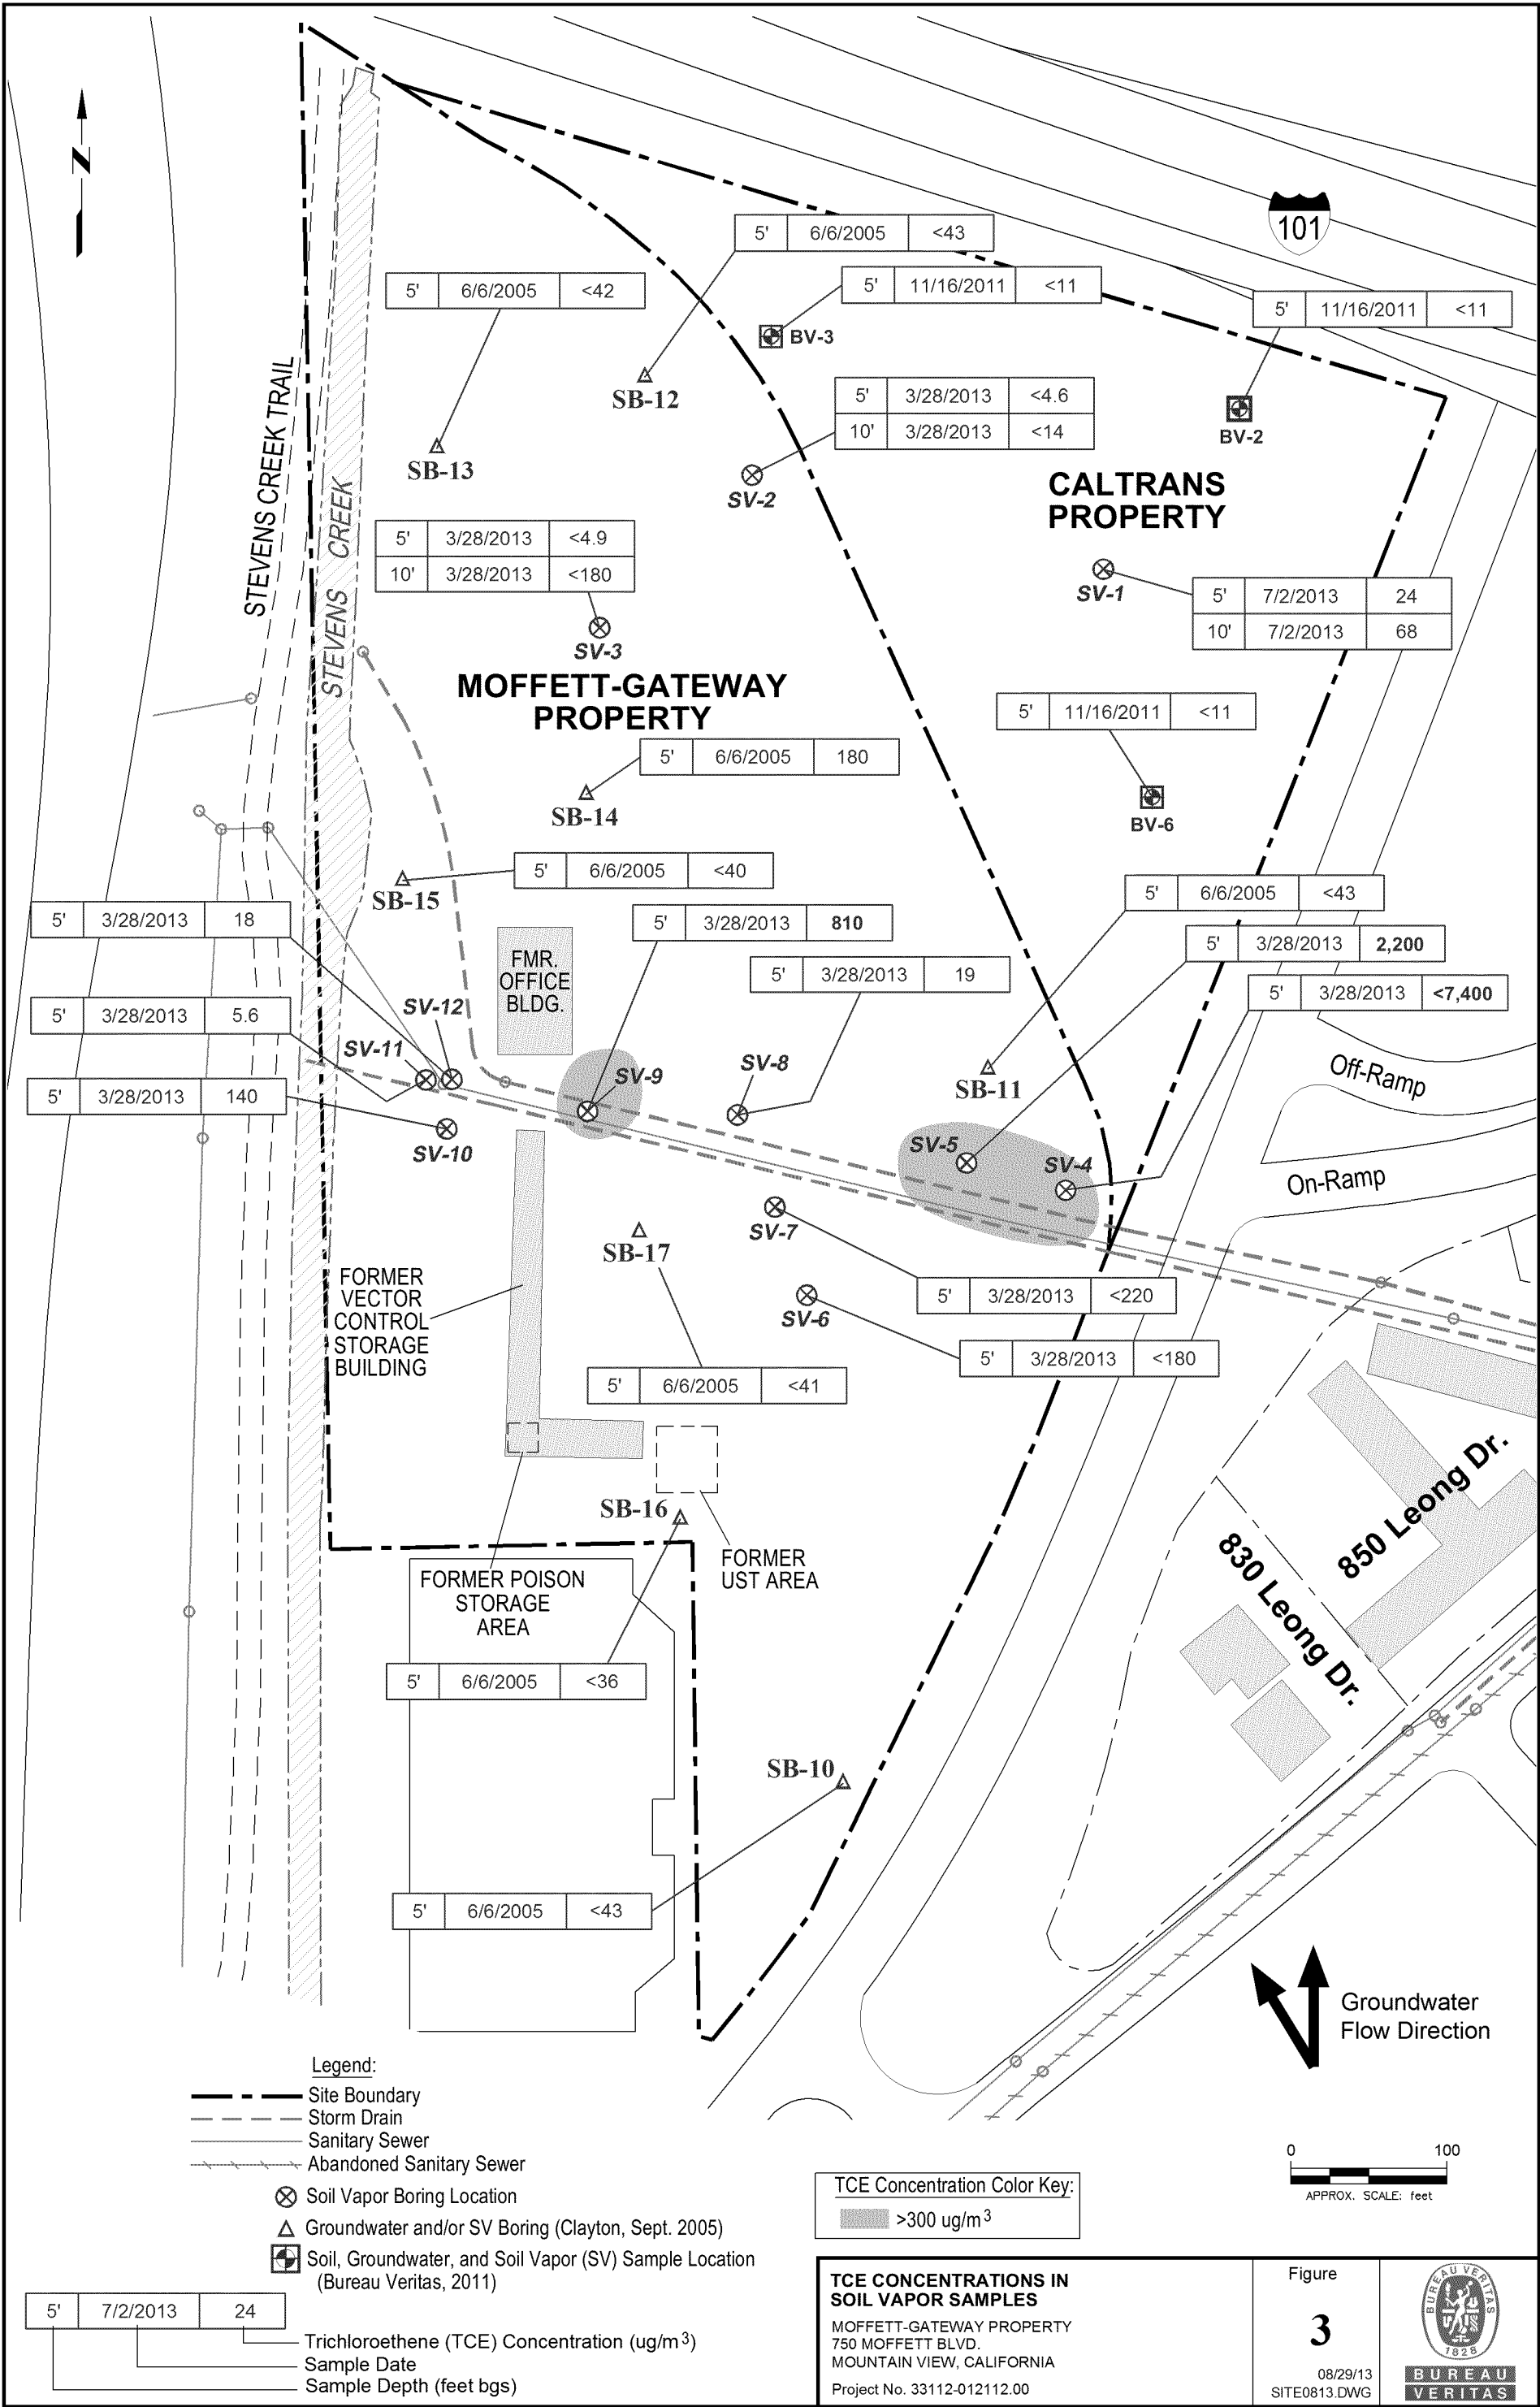 N
101
5' 6/6/2005 <43
5' 11/16/2011 <11
5' 6/6/2005 <42
5' 11/16/2011 <11
BV-3
SB-12
5' 3/28/2013 <4.6
10' 3/28/2013 <14
BV-2
SB-13
SV-2
CALTRANS
PROPERTY
STEVENS CREEK TRAIL
STEVENS CREEK
5' 3/28/2013 <4.9
10' 3/28/2013 <180
SV-1
5' 7/2/2013 24
10' 7/2/2013 68
SV-3
MOFFETT-GATEWAY
PROPERTY
5' 11/16/2011 <11
5' 6/6/2005 180
SB-14
BV-6
5' 6/6/2005 <40
SB-15
5' 6/6/2005 <43
5' 3/28/2013 18
5' 3/28/2013 810
5' 3/28/2013 2,200
FMR.
OFFICE
BLDG.
5' 3/28/2013 19
5' 3/28/2013 <7,400
5' 3/28/2013 5.6
SV-12
SV-11
SV-9
SV-8
SB-11
Off-Ramp
5' 3/28/2013 140
SV-10
SV-5
SV-4
On-Ramp
SV-7
SB-17
FORMER
VECTOR
CONTROL
STORAGE
BUILDING
5' 3/28/2013 <220
SV-6
5' 3/28/2013 <180
5' 6/6/2005 <41
850 Leong Dr.
830 Leong Dr.
SB-16
FORMER
UST AREA
FORMER POISON
STORAGE
AREA
5' 6/6/2005 <36
SB-10
5' 6/6/2005 <43
Groundwater
Flow Direction
Legend:
Site Boundary
Storm Drain
Sanitary Sewer
Abandoned Sanitary Sewer
Soil Vapor Boring Location
Groundwater and/or SV Boring (Clayton, Sept. 2005)
Soil, Groundwater, and Soil Vapor (SV) Sample Location
(Bureau Veritas, 2011)
5' 7/2/2013 24
Trichloroethene (TCE) Concentration (ug/m³)
Sample Date
Sample Depth (feet bgs)
0 100
APPROX. SCALE: feet
TCE Concentration Color Key:
>300 ug/m³
TCE CONCENTRATIONS IN
SOIL VAPOR SAMPLES
MOFFETT-GATEWAY PROPERTY
750 MOFFETT BLVD.
MOUNTAIN VIEW, CALIFORNIA
Project No. 33112-012112.00
Figure
3
08/29/13
SITE0813.DWG
BUREAU VERITAS
1828
BUREAU
VERITAS